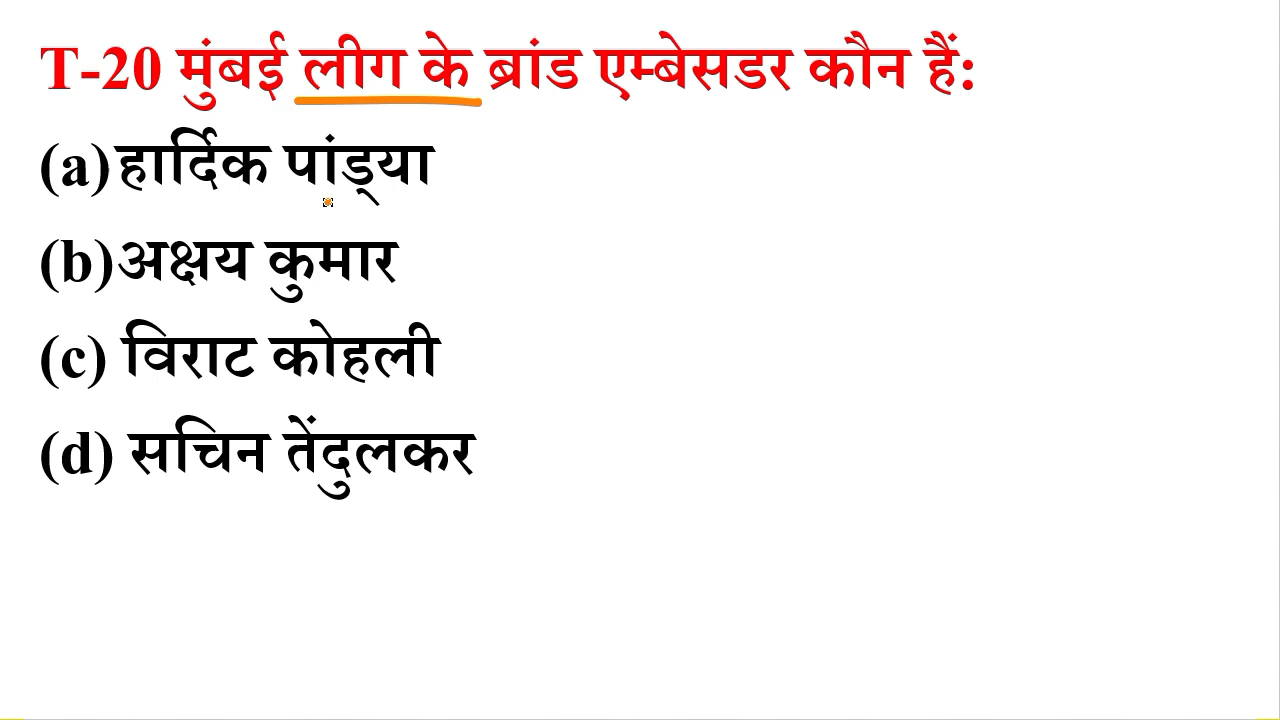 T-20 मुंबई लीग के ब्रांड एम्बेसडर कौन हैं:
(a) हार्दिक पांड्या
(b) अक्षय कुमार
(c) विराट कोहली
(d) सचिन तेंदुलकर